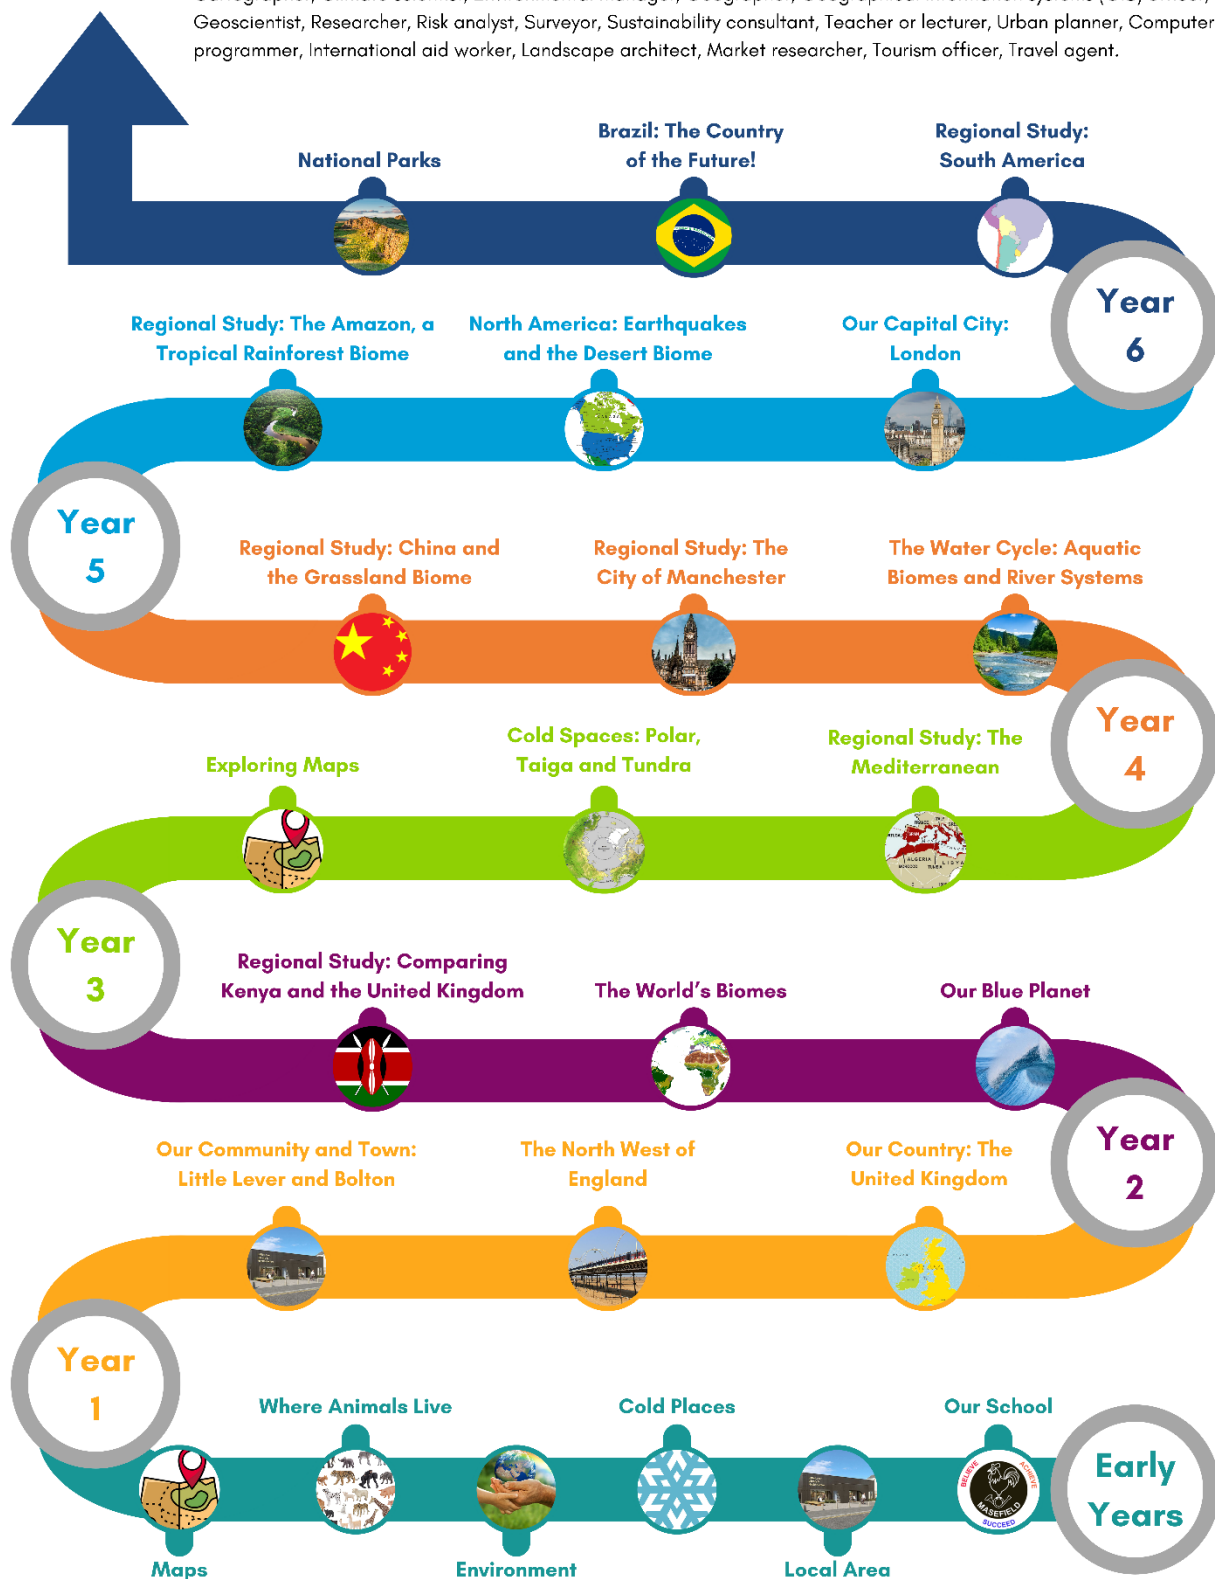 Geoscientist, Researcher, Risk analyst, Surveyor, Sustainability consultant, Teacher or lecturer, Urban planner, Computer
programmer, International aid worker, Landscape architect, Market researcher, Tourism officer, Travel agent.
National Parks
Brazil: The Country
of the Future!
Regional Study:
South America
Year
6
Regional Study: The Amazon, a
Tropical Rainforest Biome
North America: Earthquakes
and the Desert Biome
Our Capital City:
London
Year
5
Regional Study: China and
the Grassland Biome
Regional Study: The
City of Manchester
The Water Cycle: Aquatic
Biomes and River Systems
Year
4
Exploring Maps
Cold Spaces: Polar,
Taiga and Tundra
Regional Study: The
Mediterranean
ALGERIA
Year
3
Regional Study: Comparing
Kenya and the United Kingdom
The World's Biomes
Our Blue Planet
Year
2
Our Community and Town:
Little Lever and Bolton
The North West of
England
Our Country: The
United Kingdom
Year
1
Where Animals Live
Cold Places
Our School
BELIEVE
ACHIEVE
MASEFIELD
SUCCEED
Early
Years
Maps
Environment
Local Area